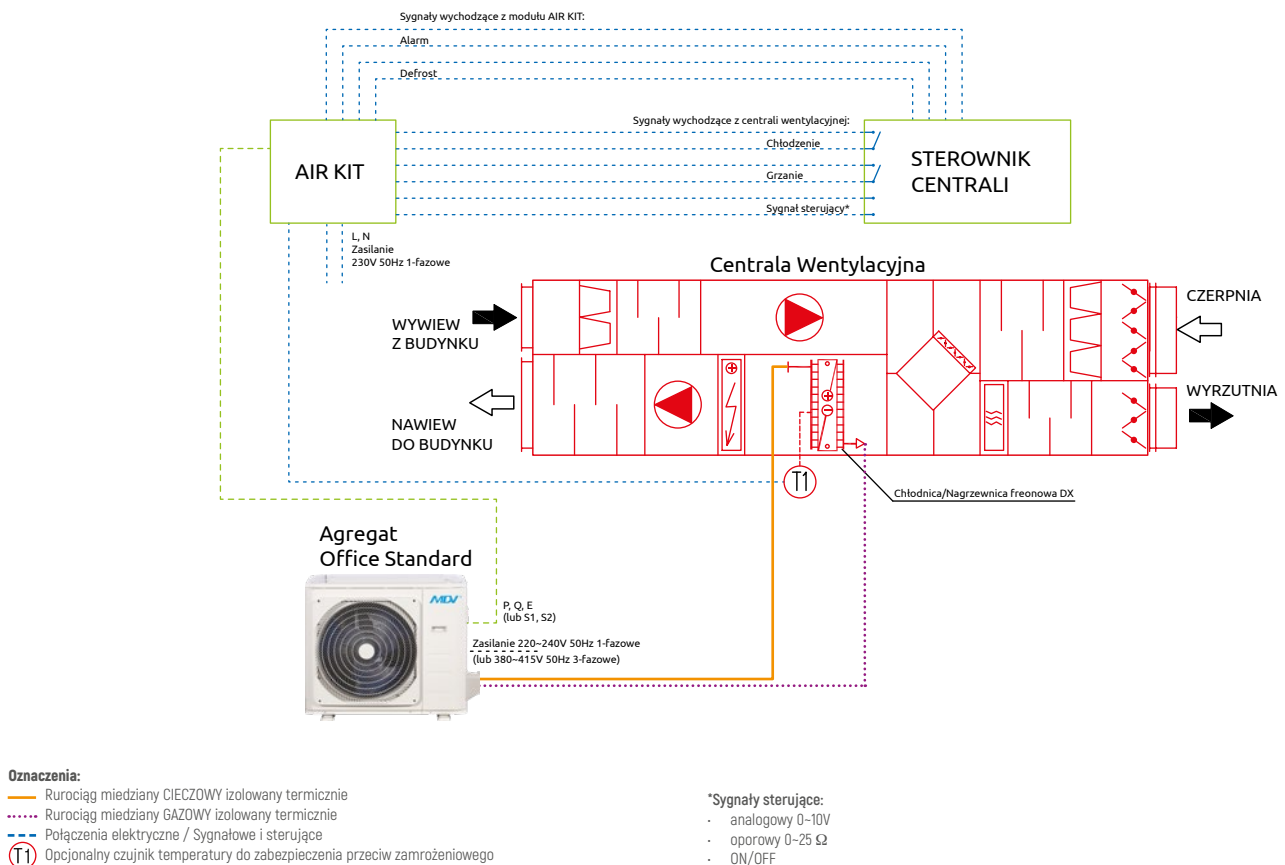 Sygnały wychodzące z modułu AIR KIT:
Alarm
Defrost
Sygnały wychodzące z centrali wentylacyjnej:
Chłodzenie
Grzanie
Sygnał sterujący*
AIR KIT
STEROWNIK
CENTRALI
L, N
Zasilanie
230V 50Hz 1-fazowe
Centrala Wentylacyjna
WYWIEW
Z BUDYNKU
CZERPNIA
NAWIEW
DO BUDYNKU
WYRZUTNIA
T1
Chłodnica/Nagrzewnica freonowa DX
Agregat
Office Standard
MDV
P, Q, E
(lub S1, S2)
Zasilanie 220~240V 50Hz 1-fazowe
(lub 380~415V 50Hz 3-fazowe)
Oznaczenia:
Rurociąg miedziany CIECZOWY izolowany termicznie
Rurociąg miedziany GAZOWY izolowany termicznie
Połączenia elektryczne / Sygnałowe i sterujące
T1 Opcjonalny czujnik temperatury do zabezpieczenia przeciw zamrożeniowego
*Sygnały sterujące:
· analogowy 0~10V
· oporowy 0~25 Ω
· ON/OFF